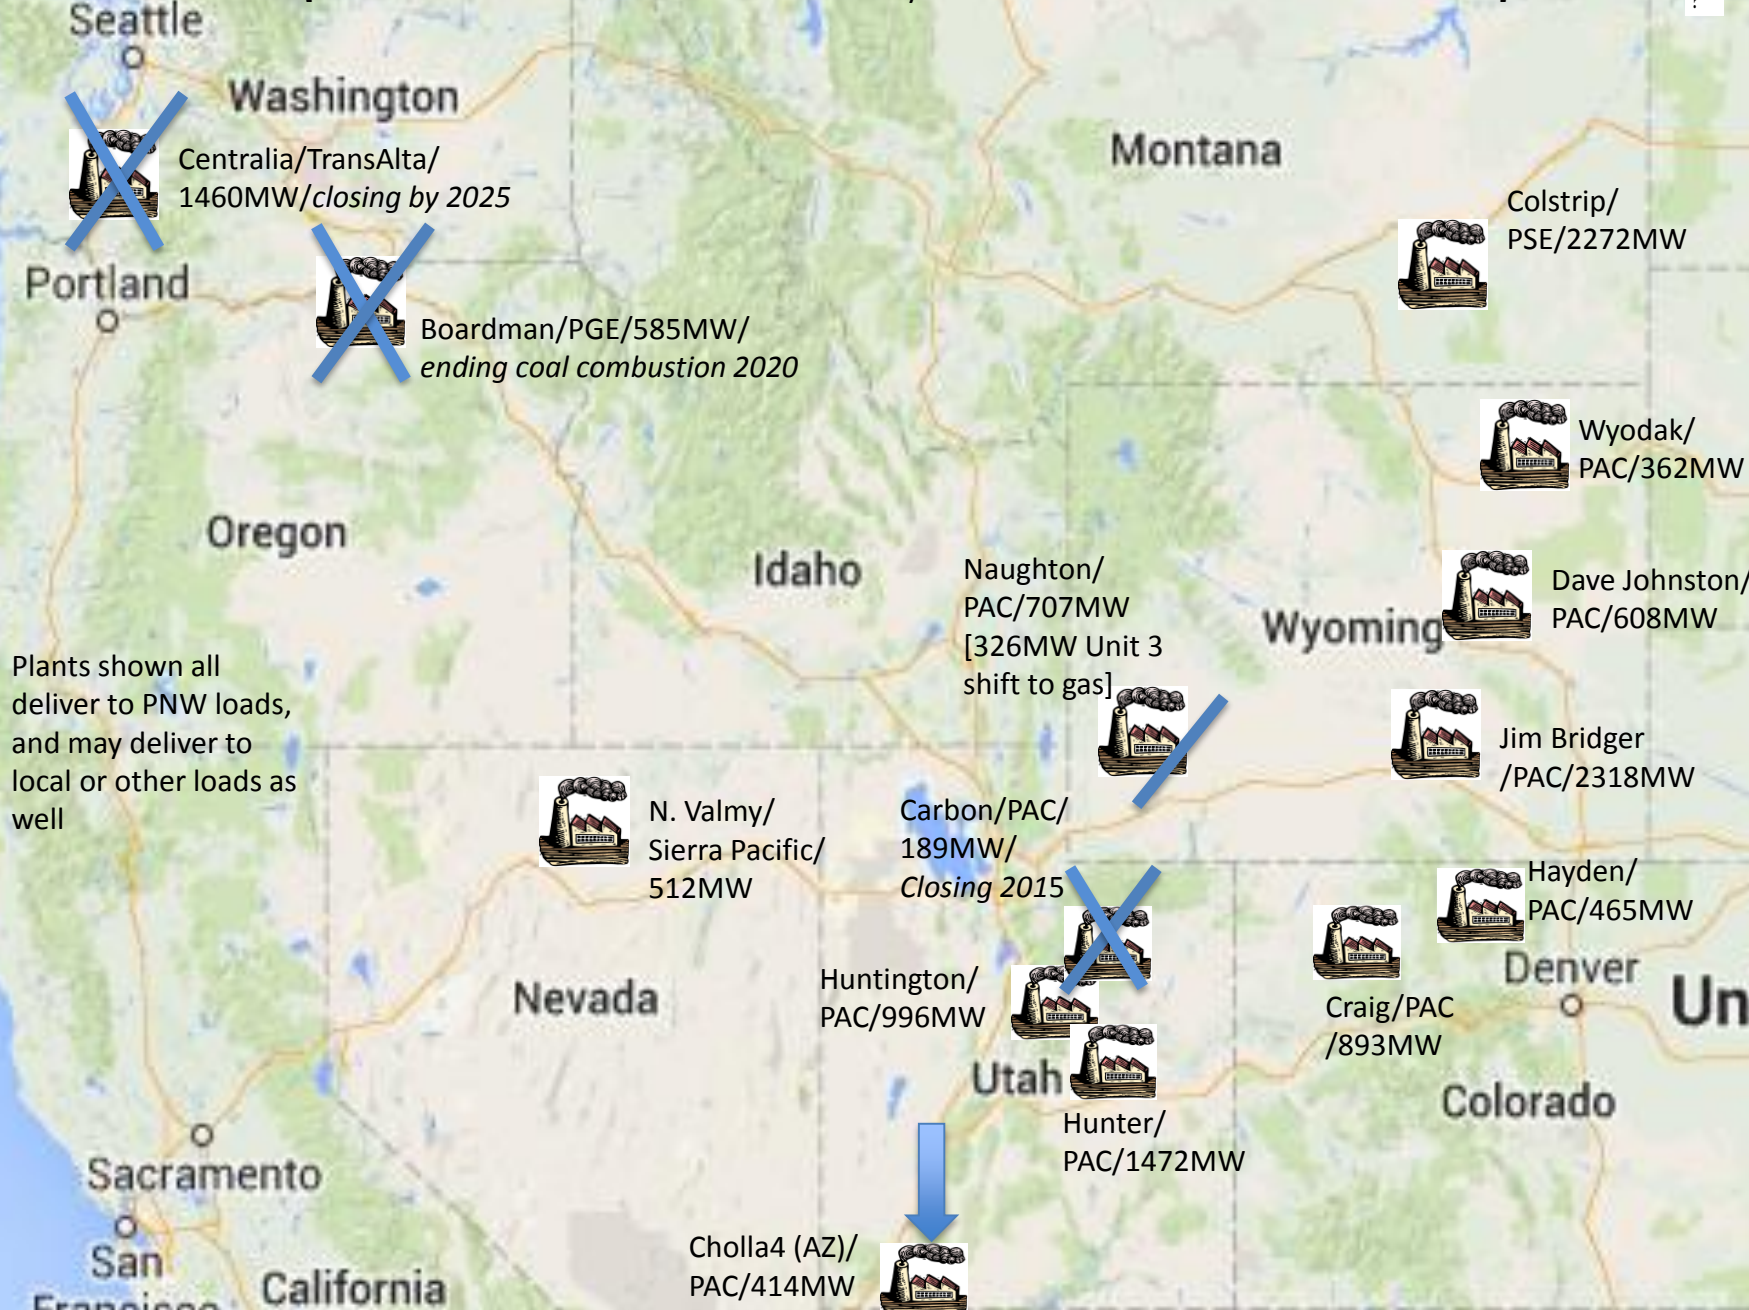 Seattle
Washington
Centralia/TransAlta/
1460MW/closing by 2025
Montana
Colstrip/
PSE/2272MW
Portland
Boardman/PGE/585MW/
ending coal combustion 2020
Wyodak/
PAC/362MW
Oregon
Idaho
Naughton/
PAC/707MW
[326MW Unit 3
shift to gas]
Wyoming
Dave Johnston/
PAC/608MW
Plants shown all
deliver to PNW loads,
and may deliver to
local or other loads as
well
Jim Bridger
/PAC/2318MW
N. Valmy/
Sierra Pacific/
512MW
Carbon/PAC/
189MW/
Closing 2015
Hayden/
PAC/465MW
Denver
Un
Nevada
Huntington/
PAC/996MW
Craig/PAC
/893MW
Utah
Colorado
Hunter/
PAC/1472MW
Sacramento
San
Francisco
California
Cholla4 (AZ)/
PAC/414MW